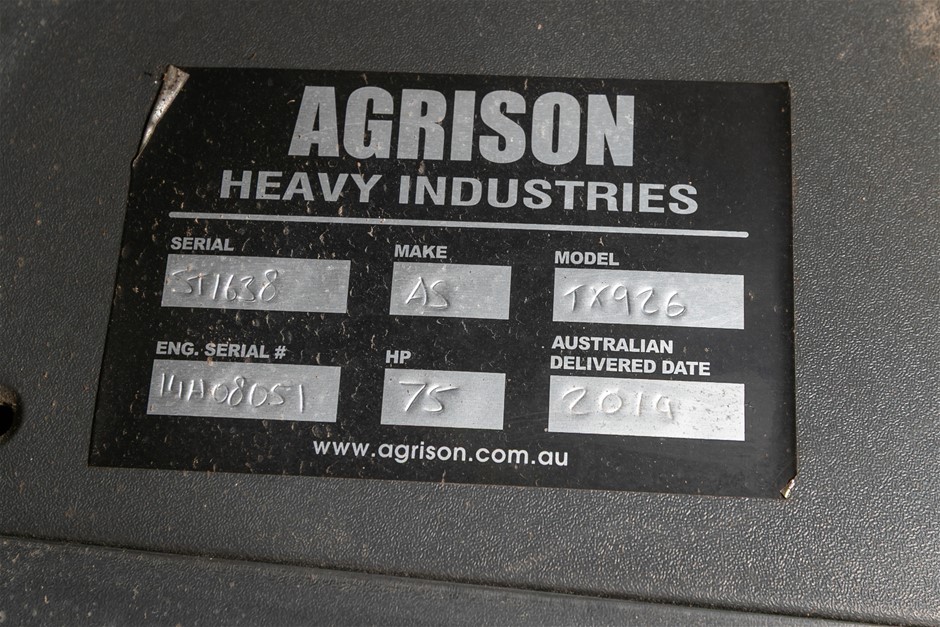 AGRISON
HEAVY INDUSTRIES
SERIAL MAKE MODEL
ST1638 AS TX926
ENG. SERIAL # HP AUSTRALIAN DELIVERED DATE
14A08051 75 2019
www.agrison.com.au